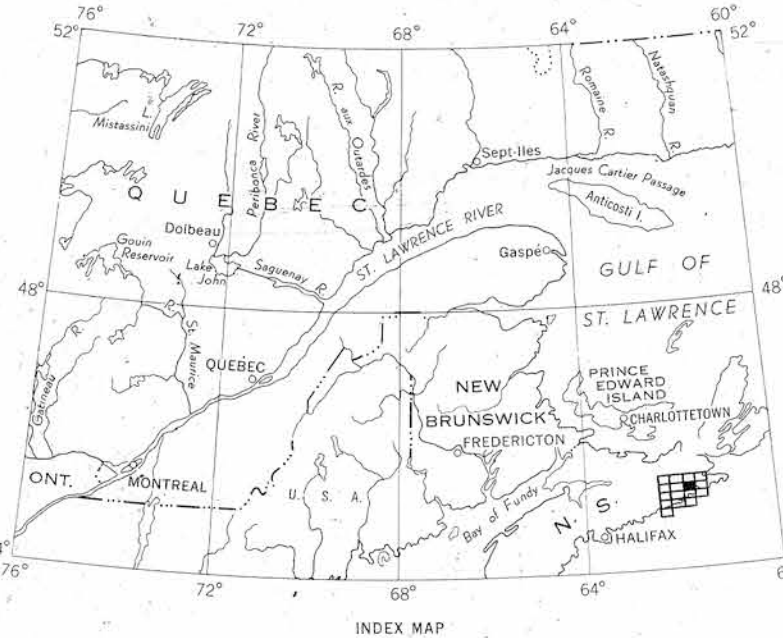 76°
72°
68°
64°
60°
52°
52°
L.
Mistassini
Peribonca River
R. aux Outardes
Romaine R.
Natashquan R.
Sept-Iles
Jacques Cartier Passage
Anticosti I.
QUEBEC
Dolbeau
Gouin
Reservoir
Lake
John
Saguenay R.
ST. LAWRENCE RIVER
Gaspé
GULF OF
ST. LAWRENCE
48°
48°
R.
St. Maurice
R.
Gatineau
QUEBEC
NEW
BRUNSWICK
FREDERICTON
PRINCE
EDWARD
ISLAND
CHARLOTTETOWN
ONT.
MONTREAL
U. S. A.
Bay of Fundy
N. S.
HALIFAX
4°
76°
72°
68°
64°
6
INDEX MAP